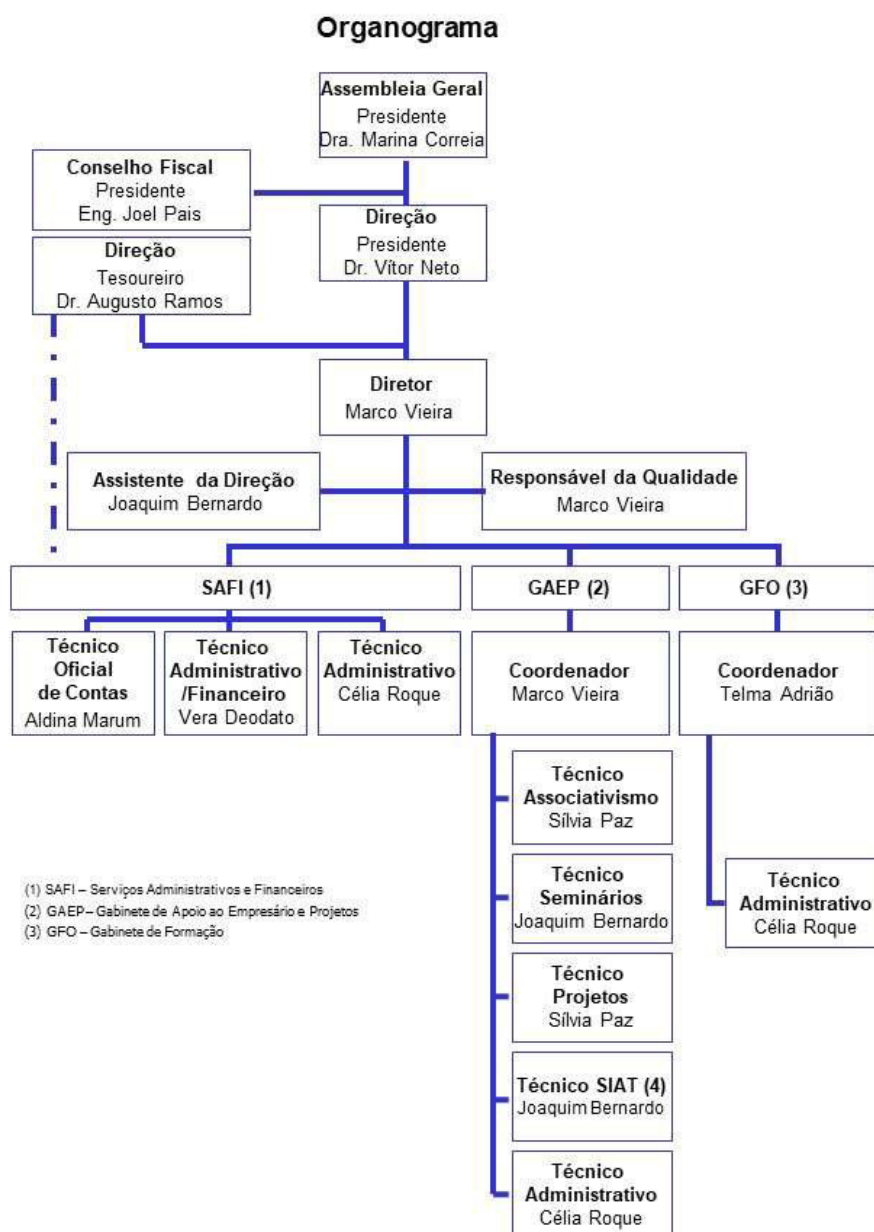 Organograma
Assembleia Geral
Presidente
Dra. Marina Correia
Conselho Fiscal
Presidente
Eng. Joel Pais
Direção
Presidente
Dr. Vítor Neto
Direção
Tesoureiro
Dr. Augusto Ramos
Diretor
Marco Vieira
Assistente da Direção
Joaquim Bernardo
Responsável da Qualidade
Marco Vieira
SAFI (1)
GAEP (2)
GFO (3)
Técnico
Oficial
de Contas
Aldina Marum
Técnico
Administrativo
/Financeiro
Vera Deodato
Técnico
Administrativo
Célia Roque
Coordenador
Marco Vieira
Coordenador
Telma Adrião
Técnico
Associativismo
Sílvia Paz
Técnico
Seminários
Joaquim Bernardo
Técnico
Projetos
Sílvia Paz
Técnico SIAT (4)
Joaquim Bernardo
Técnico
Administrativo
Célia Roque
Técnico
Administrativo
Célia Roque
(1) SAFI – Serviços Administrativos e Financeiros
(2) GAEP – Gabinete de Apoio ao Empresário e Projetos
(3) GFO – Gabinete de Formação